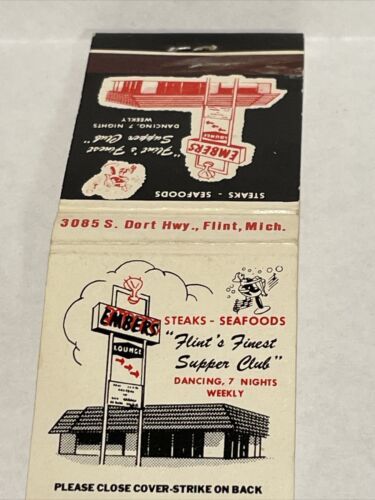 STEAKS - SEAFOODS
EMBERS
LOUNGE
"Flint's Finest
Supper Club"
DANCING, 7 NIGHTS
WEEKLY
3085 S. Dort Hwy., Flint, Mich.
EMBERS
LOUNGE
STEAKS - SEAFOODS
"Flint's Finest
Supper Club"
DANCING, 7 NIGHTS
WEEKLY
PLEASE CLOSE COVER-STRIKE ON BACK